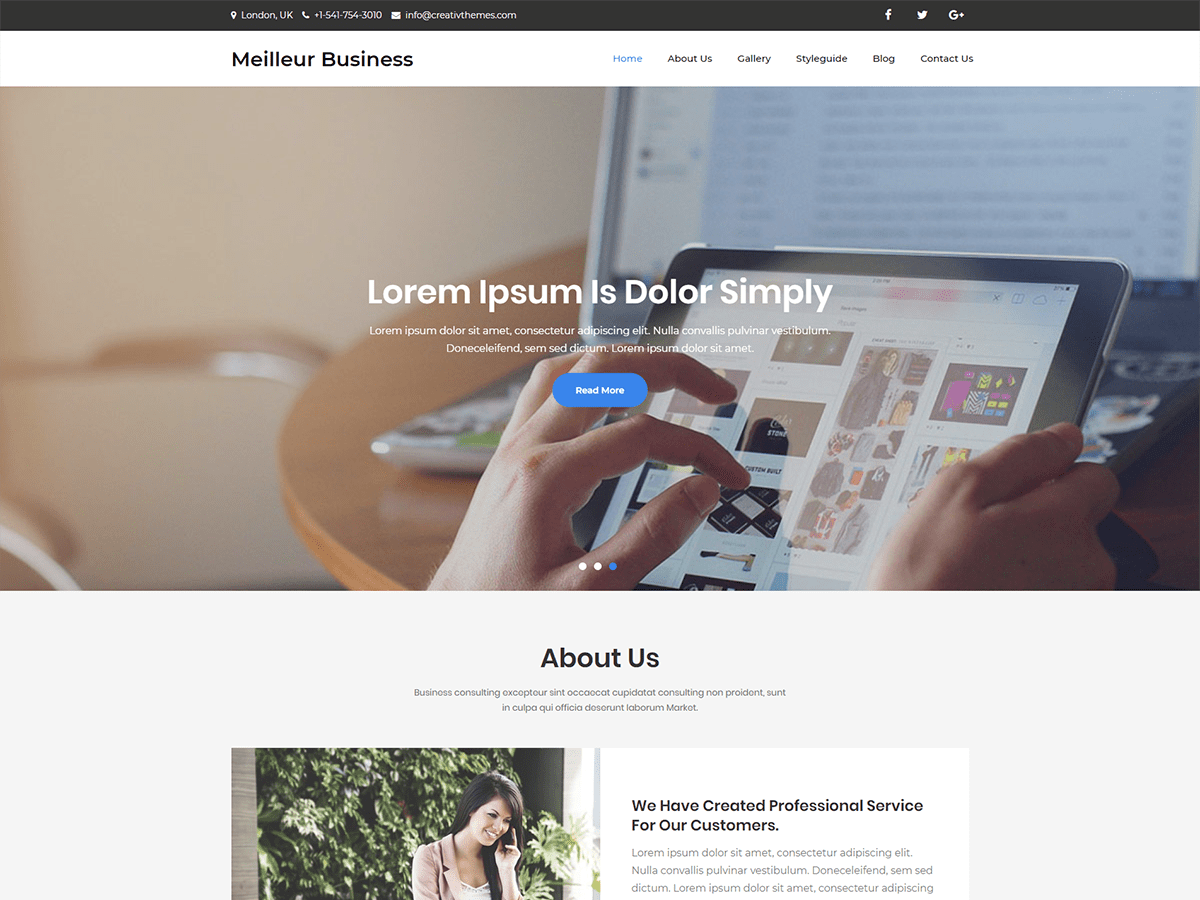 London, UK +1-541-754-3010 info@creativthemes.com
Meilleur Business
Home About Us Gallery Styleguide Blog Contact Us
Lorem Ipsum Is Dolor Simply
Lorem ipsum dolor sit amet, consectetur adipiscing elit. Nulla convallis pulvinar vestibulum.
Doneceleifend, sem sed dictum. Lorem ipsum dolor sit amet.
Read More
STONE
CUSTOM BUILT
About Us
Business consulting excepteur sint occaecat cupidatat consulting non proident, sunt
in culpa qui officia deserunt laborum Market.
We Have Created Professional Service
For Our Customers.
Lorem ipsum dolor sit amet, consectetur adipiscing elit.
Nulla convallis pulvinar vestibulum. Doneceleifend, sem sed
dictum. Lorem ipsum dolor sit amet, consectetur adipiscing